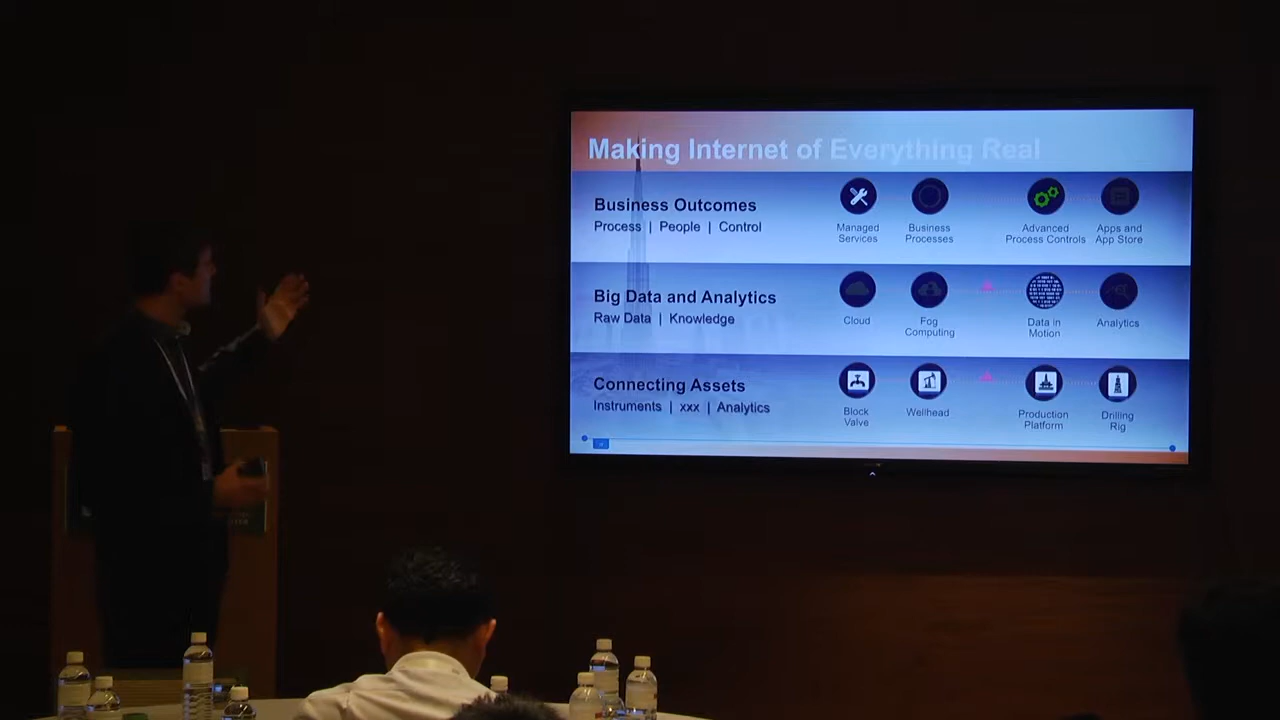 Making Internet of Everything Real
Business Outcomes
Process | People | Control
Managed
Services
Business
Processes
Advanced
Process Controls
Apps and
App Store
Big Data and Analytics
Raw Data | Knowledge
Cloud
Fog
Computing
Data in
Motion
Analytics
Connecting Assets
Instruments | xxx | Analytics
Block
Valve
Wellhead
Production
Platform
Drilling
Rig